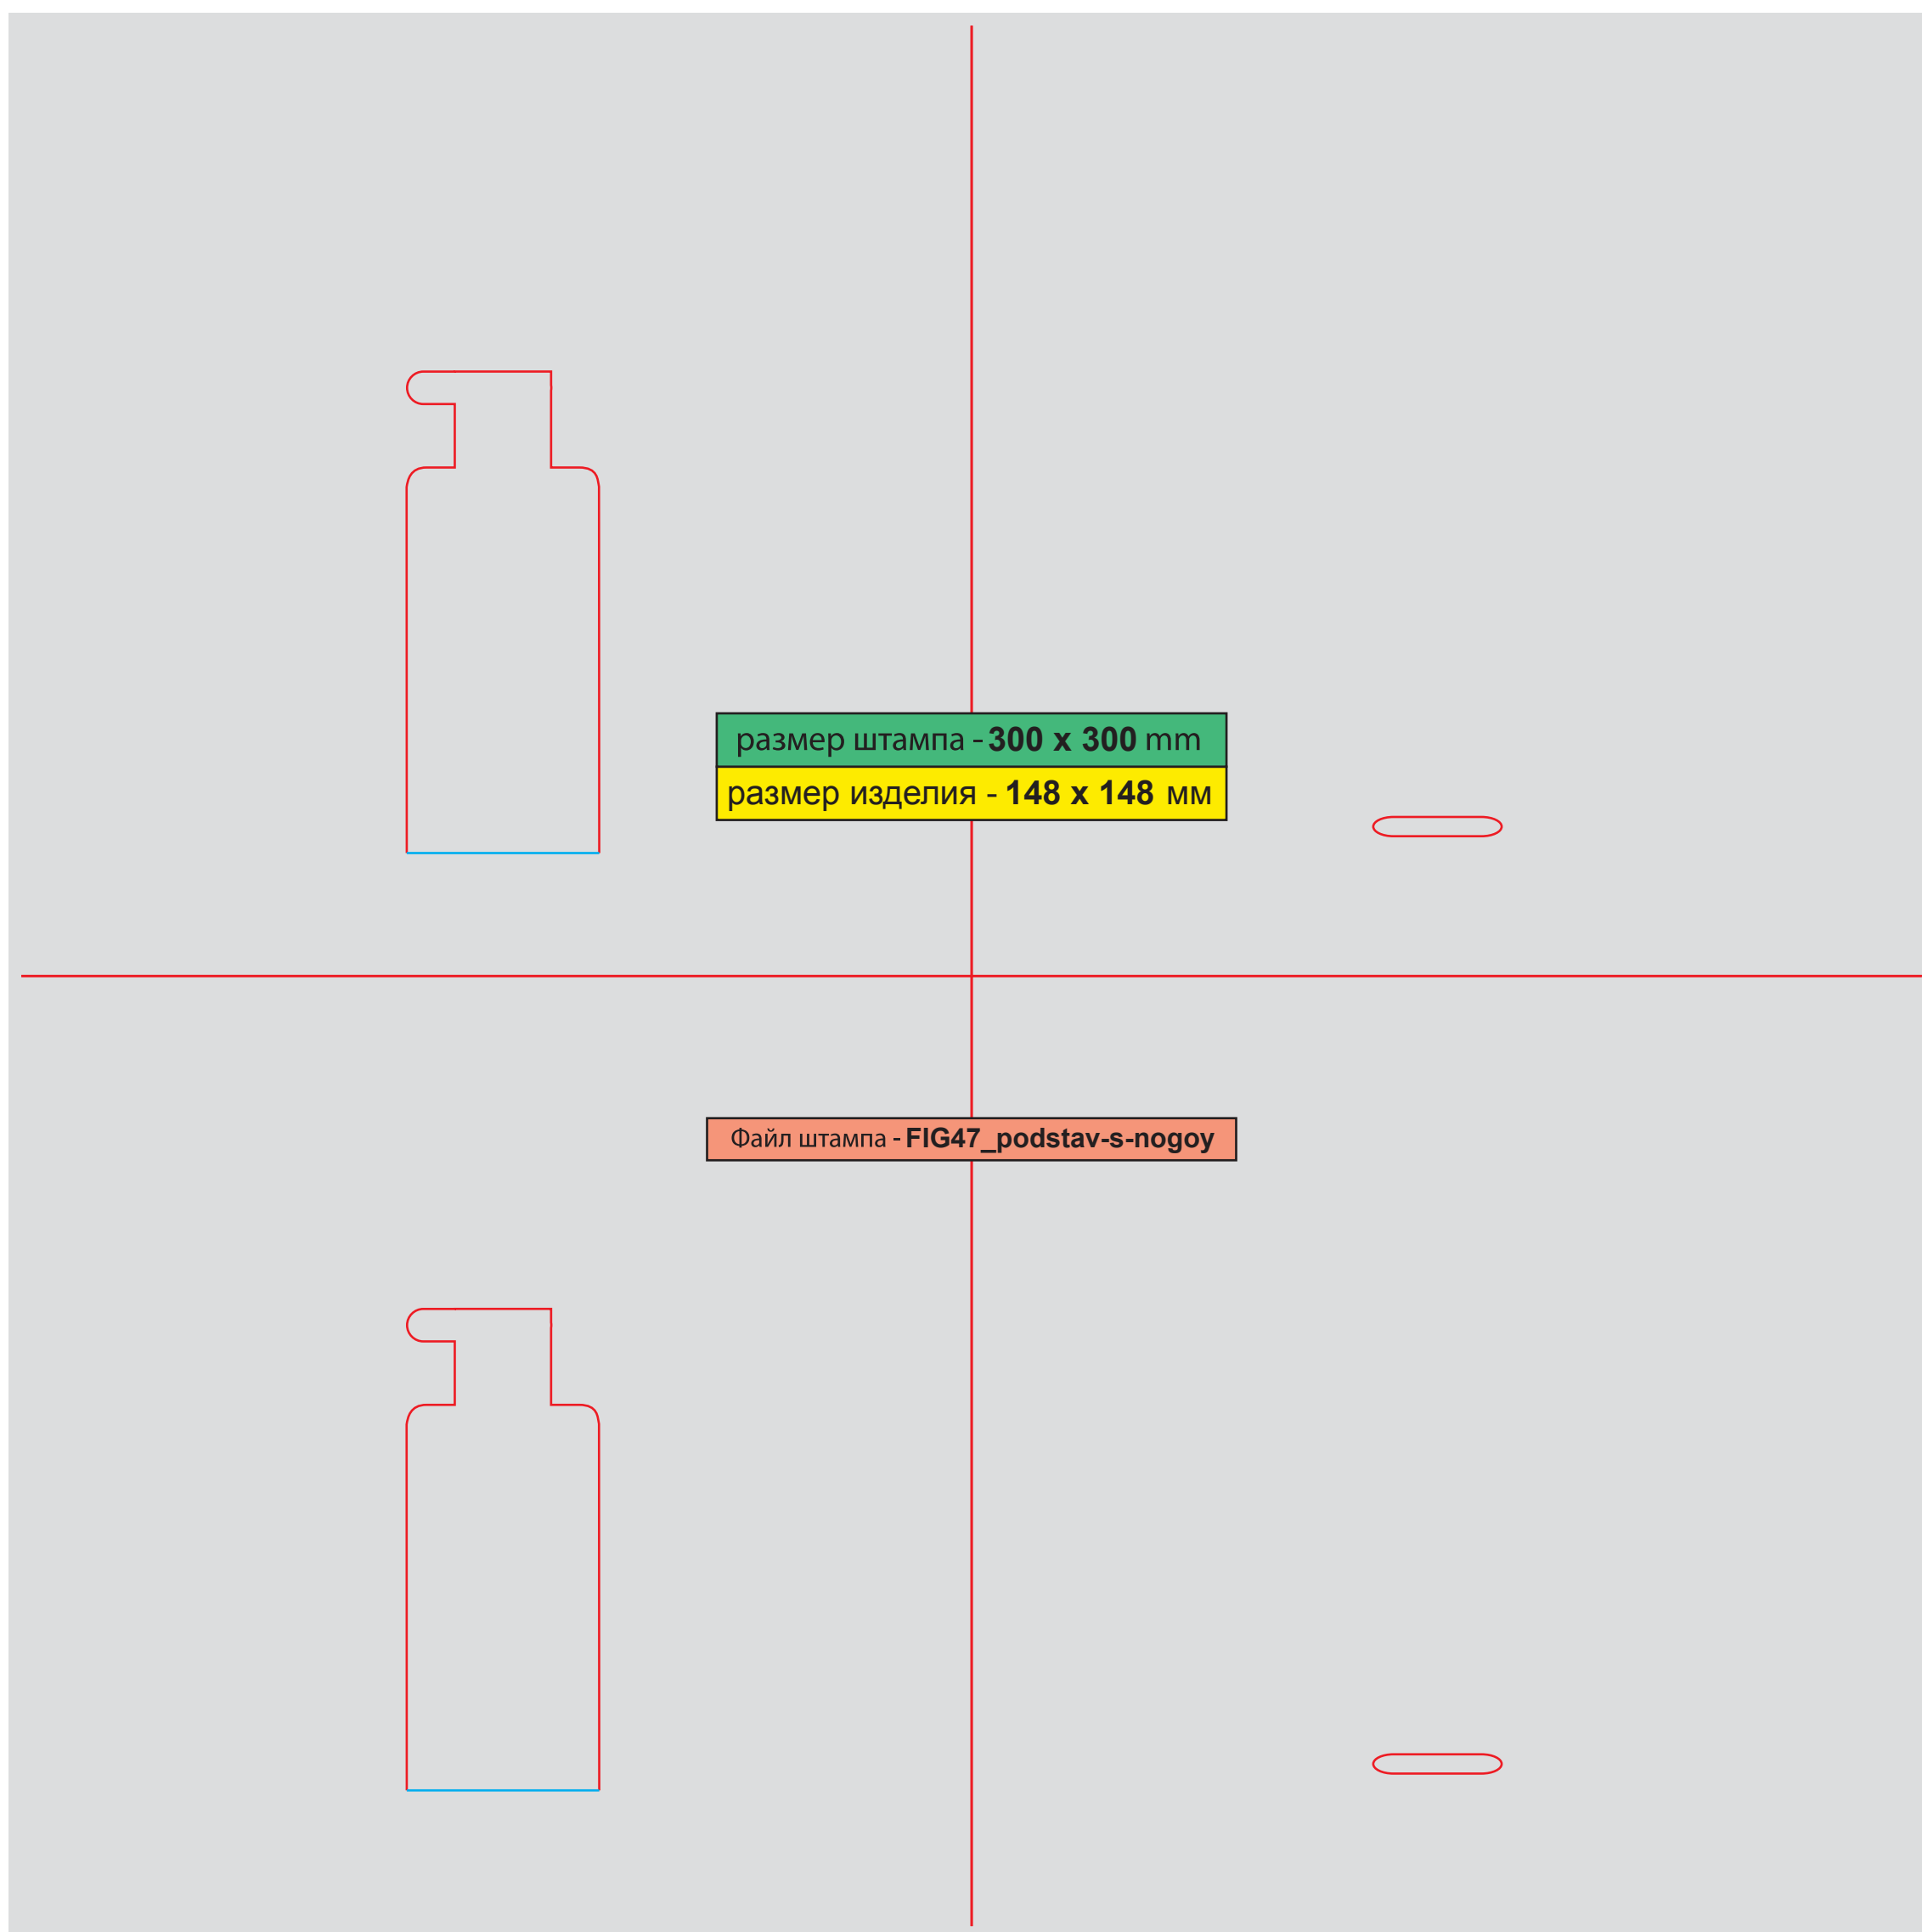 размер штампа - 300 x 300 mm
размер изделия - 148 x 148 мм
Файл штампа - FIG47_podstav-s-nogoy